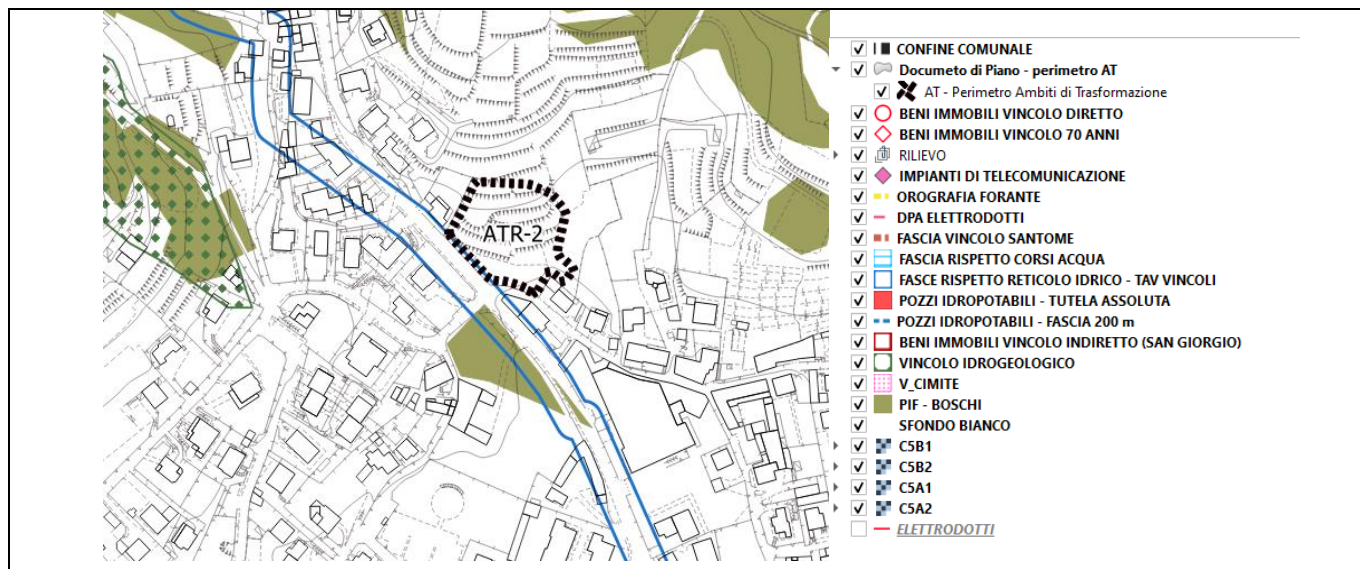 ATR-2
CONFINE COMUNALE
Documeto di Piano - perimetro AT
AT - Perimetro Ambiti di Trasformazione
BENI IMMOBILI VINCOLO DIRETTO
BENI IMMOBILI VINCOLO 70 ANNI
RILIEVO
IMPIANTI DI TELECOMUNICAZIONE
OROGRAFIA FORANTE
DPA ELETTRODOTTI
FASCIA VINCOLO SANTOME
FASCIA RISPETTO CORSI ACQUA
FASCE RISPETTO RETICOLO IDRICO - TAV VINCOLI
POZZI IDROPOTABILI - TUTELA ASSOLUTA
POZZI IDROPOTABILI - FASCIA 200 m
BENI IMMOBILI VINCOLO INDIRETTO (SAN GIORGIO)
VINCOLO IDROGEOLOGICO
V_CIMITE
PIF - BOSCHI
SFONDO BIANCO
C5B1
C5B2
C5A1
C5A2
ELETTRODOTTI